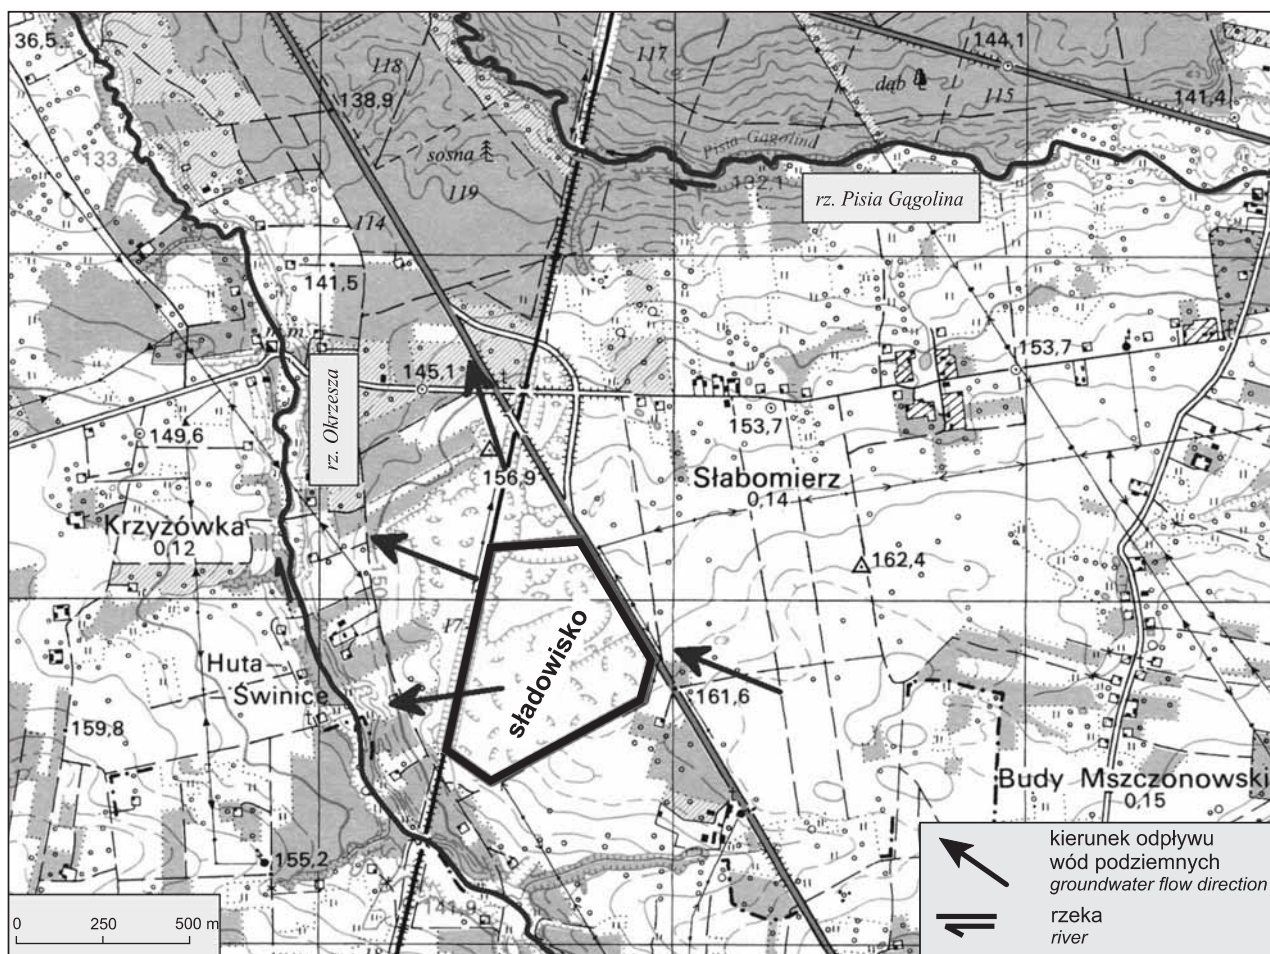 36,5
118
117
144,1
138,9
dąb
115
141,4
Pisia Gągolina
sosna
119
132,1
rz. Pisia Gągolina
133
114
141,5
m.m.
rz. Okrzesza
145,1
153,7
153,7
149,6
156,9
Słabomierz
0,14
Krzyżówka
0,12
162,4
150
17
sładowisko
Huta
Świnice
161,6
159,8
Budy Mszczonowski
0,15
155,2
141,9
18
0 250 500 m
kierunek odpływu
wód podziemnych
groundwater flow direction
rzeka
river